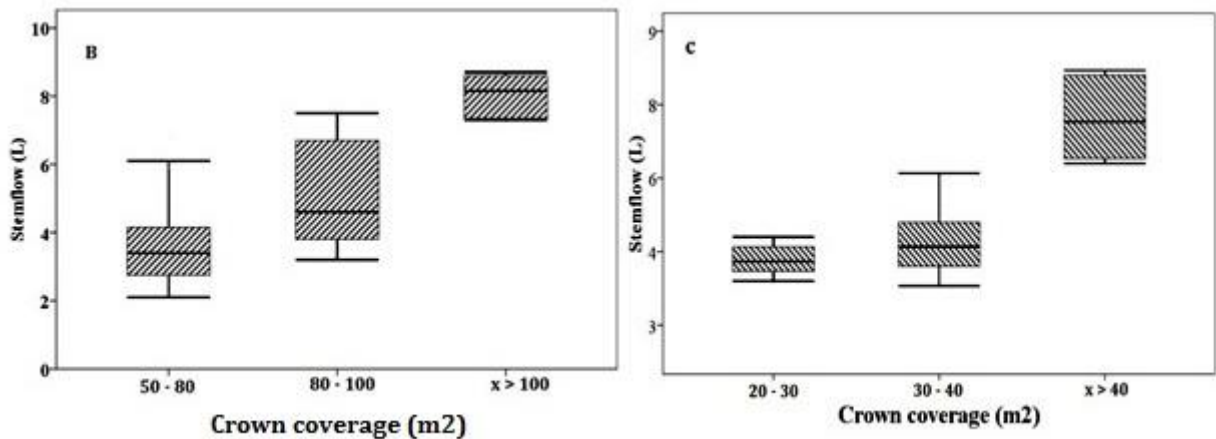 B
10
8
6
4
2
0
Stemflow (L)
50 - 80
80 - 100
x > 100
Crown coverage (m2)
C
9
8
6
4
3
Stemflow (L)
20 - 30
30 - 40
x > 40
Crown coverage (m2)